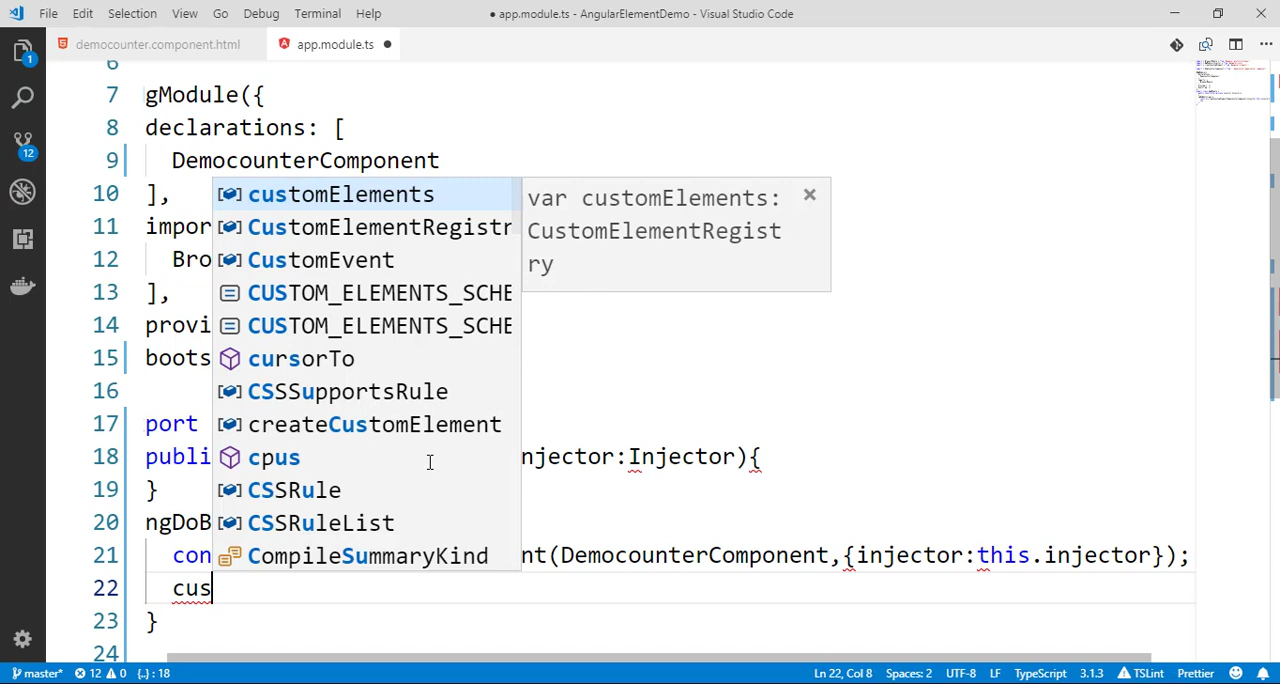 File Edit Selection View Go Debug Terminal Help
● app.module.ts - AngularElementDemo - Visual Studio Code
democounter.component.html app.module.ts ●
1
12
6
7 gModule({
8 declarations: [
9 DemocounterComponent
10 ],
11 impor
12 Bro
13 ],
14 provi
15 boots
16
17 port
18 publi njector:Injector){
19 }
20 ngDoB
21 con nt(DemocounterComponent,{injector:this.injector});
22 cus
23 }
24
customElements
CustomElementRegistr
CustomEvent
CUSTOM_ELEMENTS_SCHE
CUSTOM_ELEMENTS_SCHE
cursorTo
CSSSupportsRule
createCustomElement
cpus
CSSRule
CSSRuleList
CompileSummaryKind
var customElements:
CustomElementRegist
ry
master* 12 0 {..} : 18 Ln 22, Col 8 Spaces: 2 UTF-8 LF TypeScript 3.1.3 TSLint Prettier